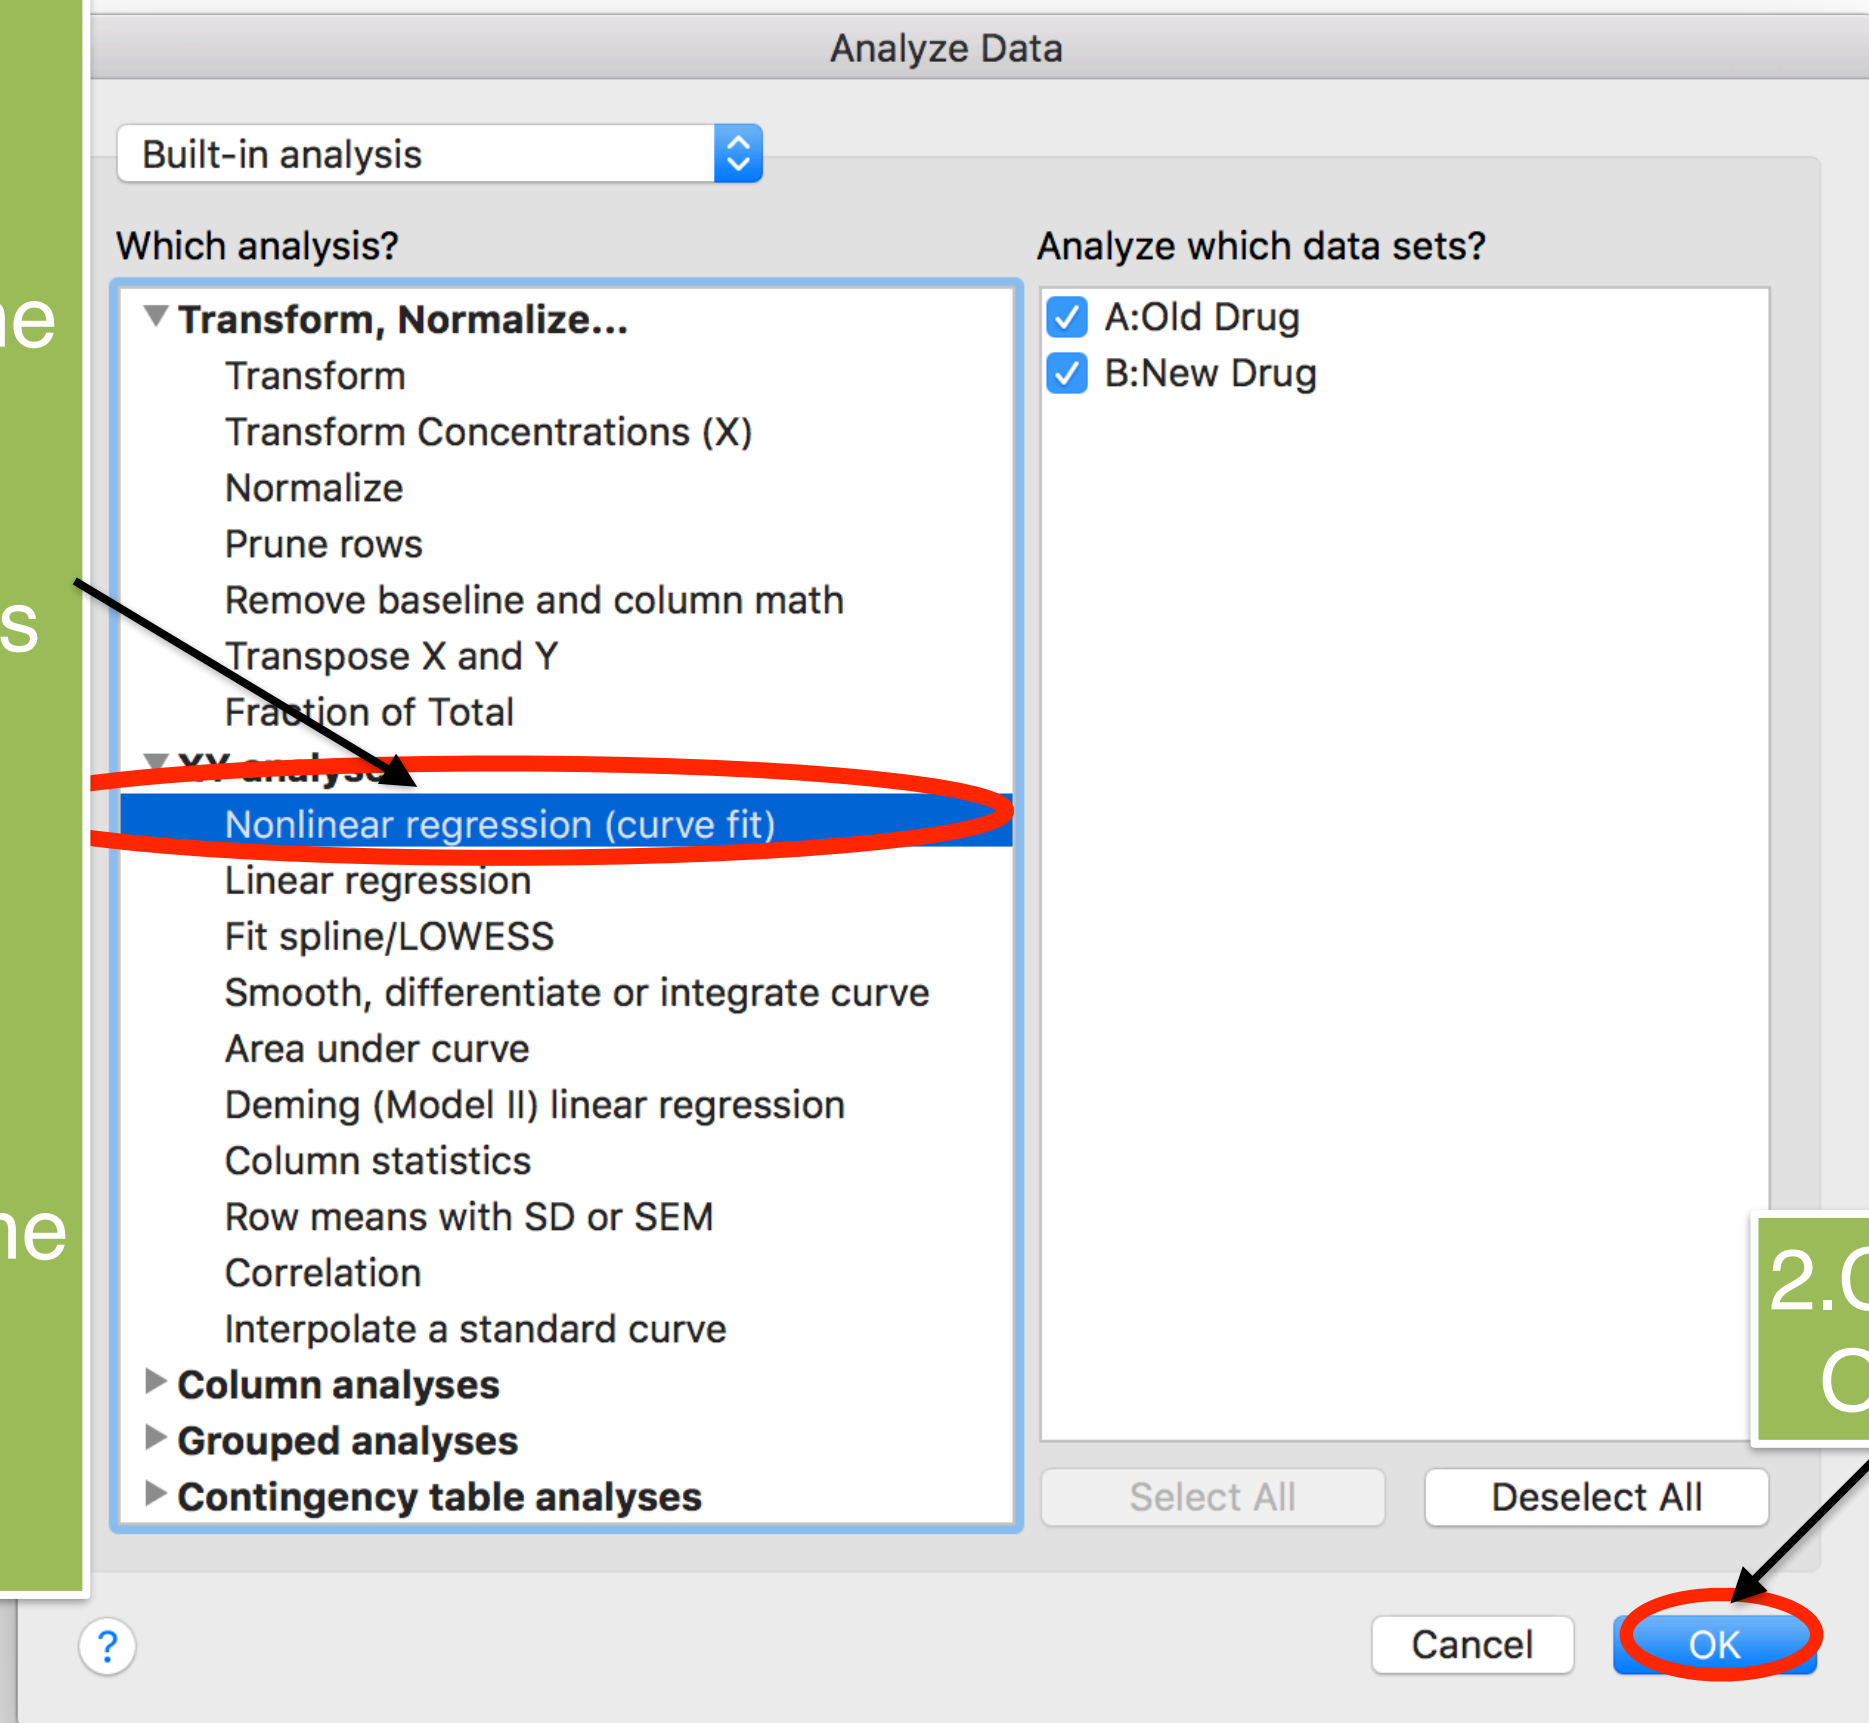 Analyze Data
Built-in analysis
Which analysis?
Analyze which data sets?
Transform, Normalize...
Transform
Transform Concentrations (X)
Normalize
Prune rows
Remove baseline and column math
Transpose X and Y
Fraction of Total
XY analyses
Nonlinear regression (curve fit)
Linear regression
Fit spline/LOWESS
Smooth, differentiate or integrate curve
Area under curve
Deming (Model II) linear regression
Column statistics
Row means with SD or SEM
Correlation
Interpolate a standard curve
Column analyses
Grouped analyses
Contingency table analyses
A:Old Drug
B:New Drug
Select All
Deselect All
2.
?
Cancel
OK